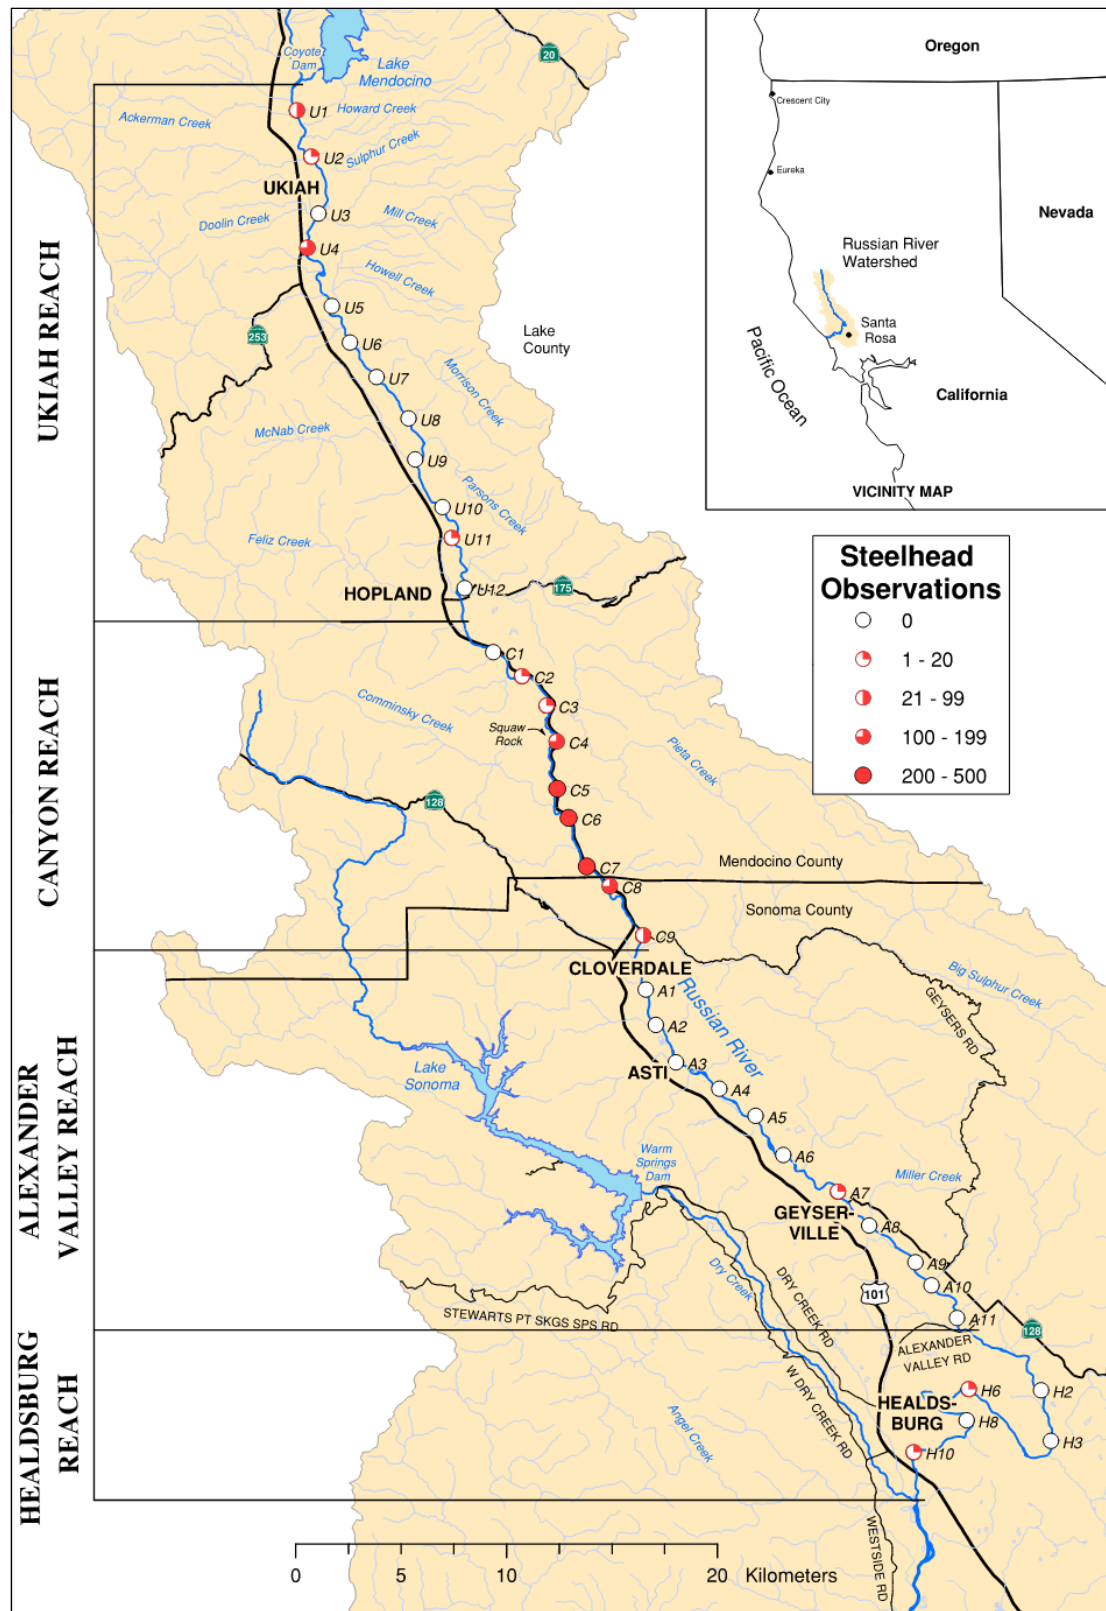 Coyote
Dam
Lake
Mendocino
20
Oregon
Crescent City
Eureka
Nevada
Russian River
Watershed
Santa
Rosa
Pacific Ocean
California
VICINITY MAP
Ackerman Creek
U1
Howard Creek
U2
Sulphur Creek
UKIAH
U3
Doolin Creek
Mill Creek
U4
Howell Creek
UKIAH REACH
U5
253
U6
Lake
County
U7
Morrison Creek
U8
McNab Creek
U9
Parsons Creek
U10
Feliz Creek
U11
HOPLAND
U12
175
Steelhead
Observations
0
1 - 20
21 - 99
100 - 199
200 - 500
C1
C2
Comminsky Creek
C3
Squaw
Rock
C4
Pieta Creek
CANYON REACH
C5
128
C6
C7
Mendocino County
C8
Sonoma County
C9
CLOVERDALE
Big Sulphur Creek
A1
Russian River
GEYSERS RD
A2
ALEXANDER
VALLEY REACH
Lake
Sonoma
ASTI
A3
A4
A5
Warm
Springs
Dam
A6
Miller Creek
A7
GEYSER-
VILLE
A8
Dry Creek
DRY CREEK RD
A9
A10
101
STEWARTS PT SKGS SPS RD
A11
128
ALEXANDER
VALLEY RD
HEALDSBURG
REACH
W DRY CREEK RD
HEALDS-
BURG
H6
H2
H8
H3
Angel Creek
H10
WESTSIDE RD
0
5
10
20
Kilometers